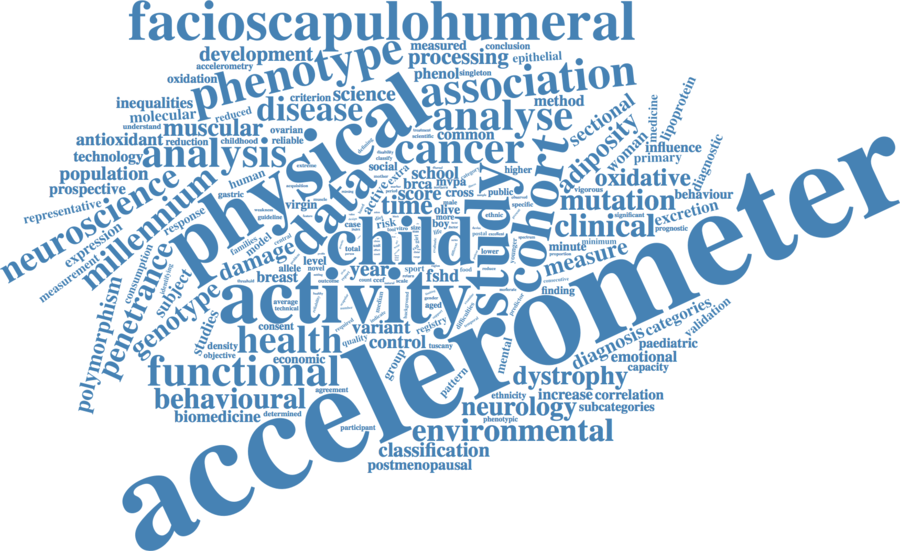 facioscapulohumeral
development
measured
conclusion
accelerometry
phenotype
processing
epithelial
oxidation
phenol
singleton
association
inequalities
molecular
reduced
disease
criterion
science
analyse
method
sectional
medicine
lipoprotein
understand
muscular
ovarian
common
antioxidant
reduction
childhood
reliable
physical
cancer
adiposity
woman
influence
technology
analysis
primary
diagnostic
population
human
social
school
higher
cohort
oxidative
prospective
millennium
gastric
data
active
extra
brca
mvpa
score
cross
public
vigorous
mutation
behaviour
neuroscience
virgin
time
olive
specific
representative
response
guideline
risk
more
boy
ethnic
clinical
significant
excretion
prognostic
expression
families
model
case
child
study
minute
minimum
measurement
consumption
damage
level
total
lower
measure
penetrance
subject
breast
allele
novel
year
sport
fshd
food
finding
polymorphism
identifying
genotype
activity
average
technical
aged
accelerometer
studies
consent
variant
registry
difficulties
density
health
quality
control
tuscany
categories
validation
objective
economic
group
mental
diagnosis
paediatric
functional
pattern
emotional
capacity
behavioural
agreement
dystrophy
ethnicity
increase
correlation
biomedicine
determined
neurology
subcategories
phenotypic
participant
environmental
classification
postmenopausal